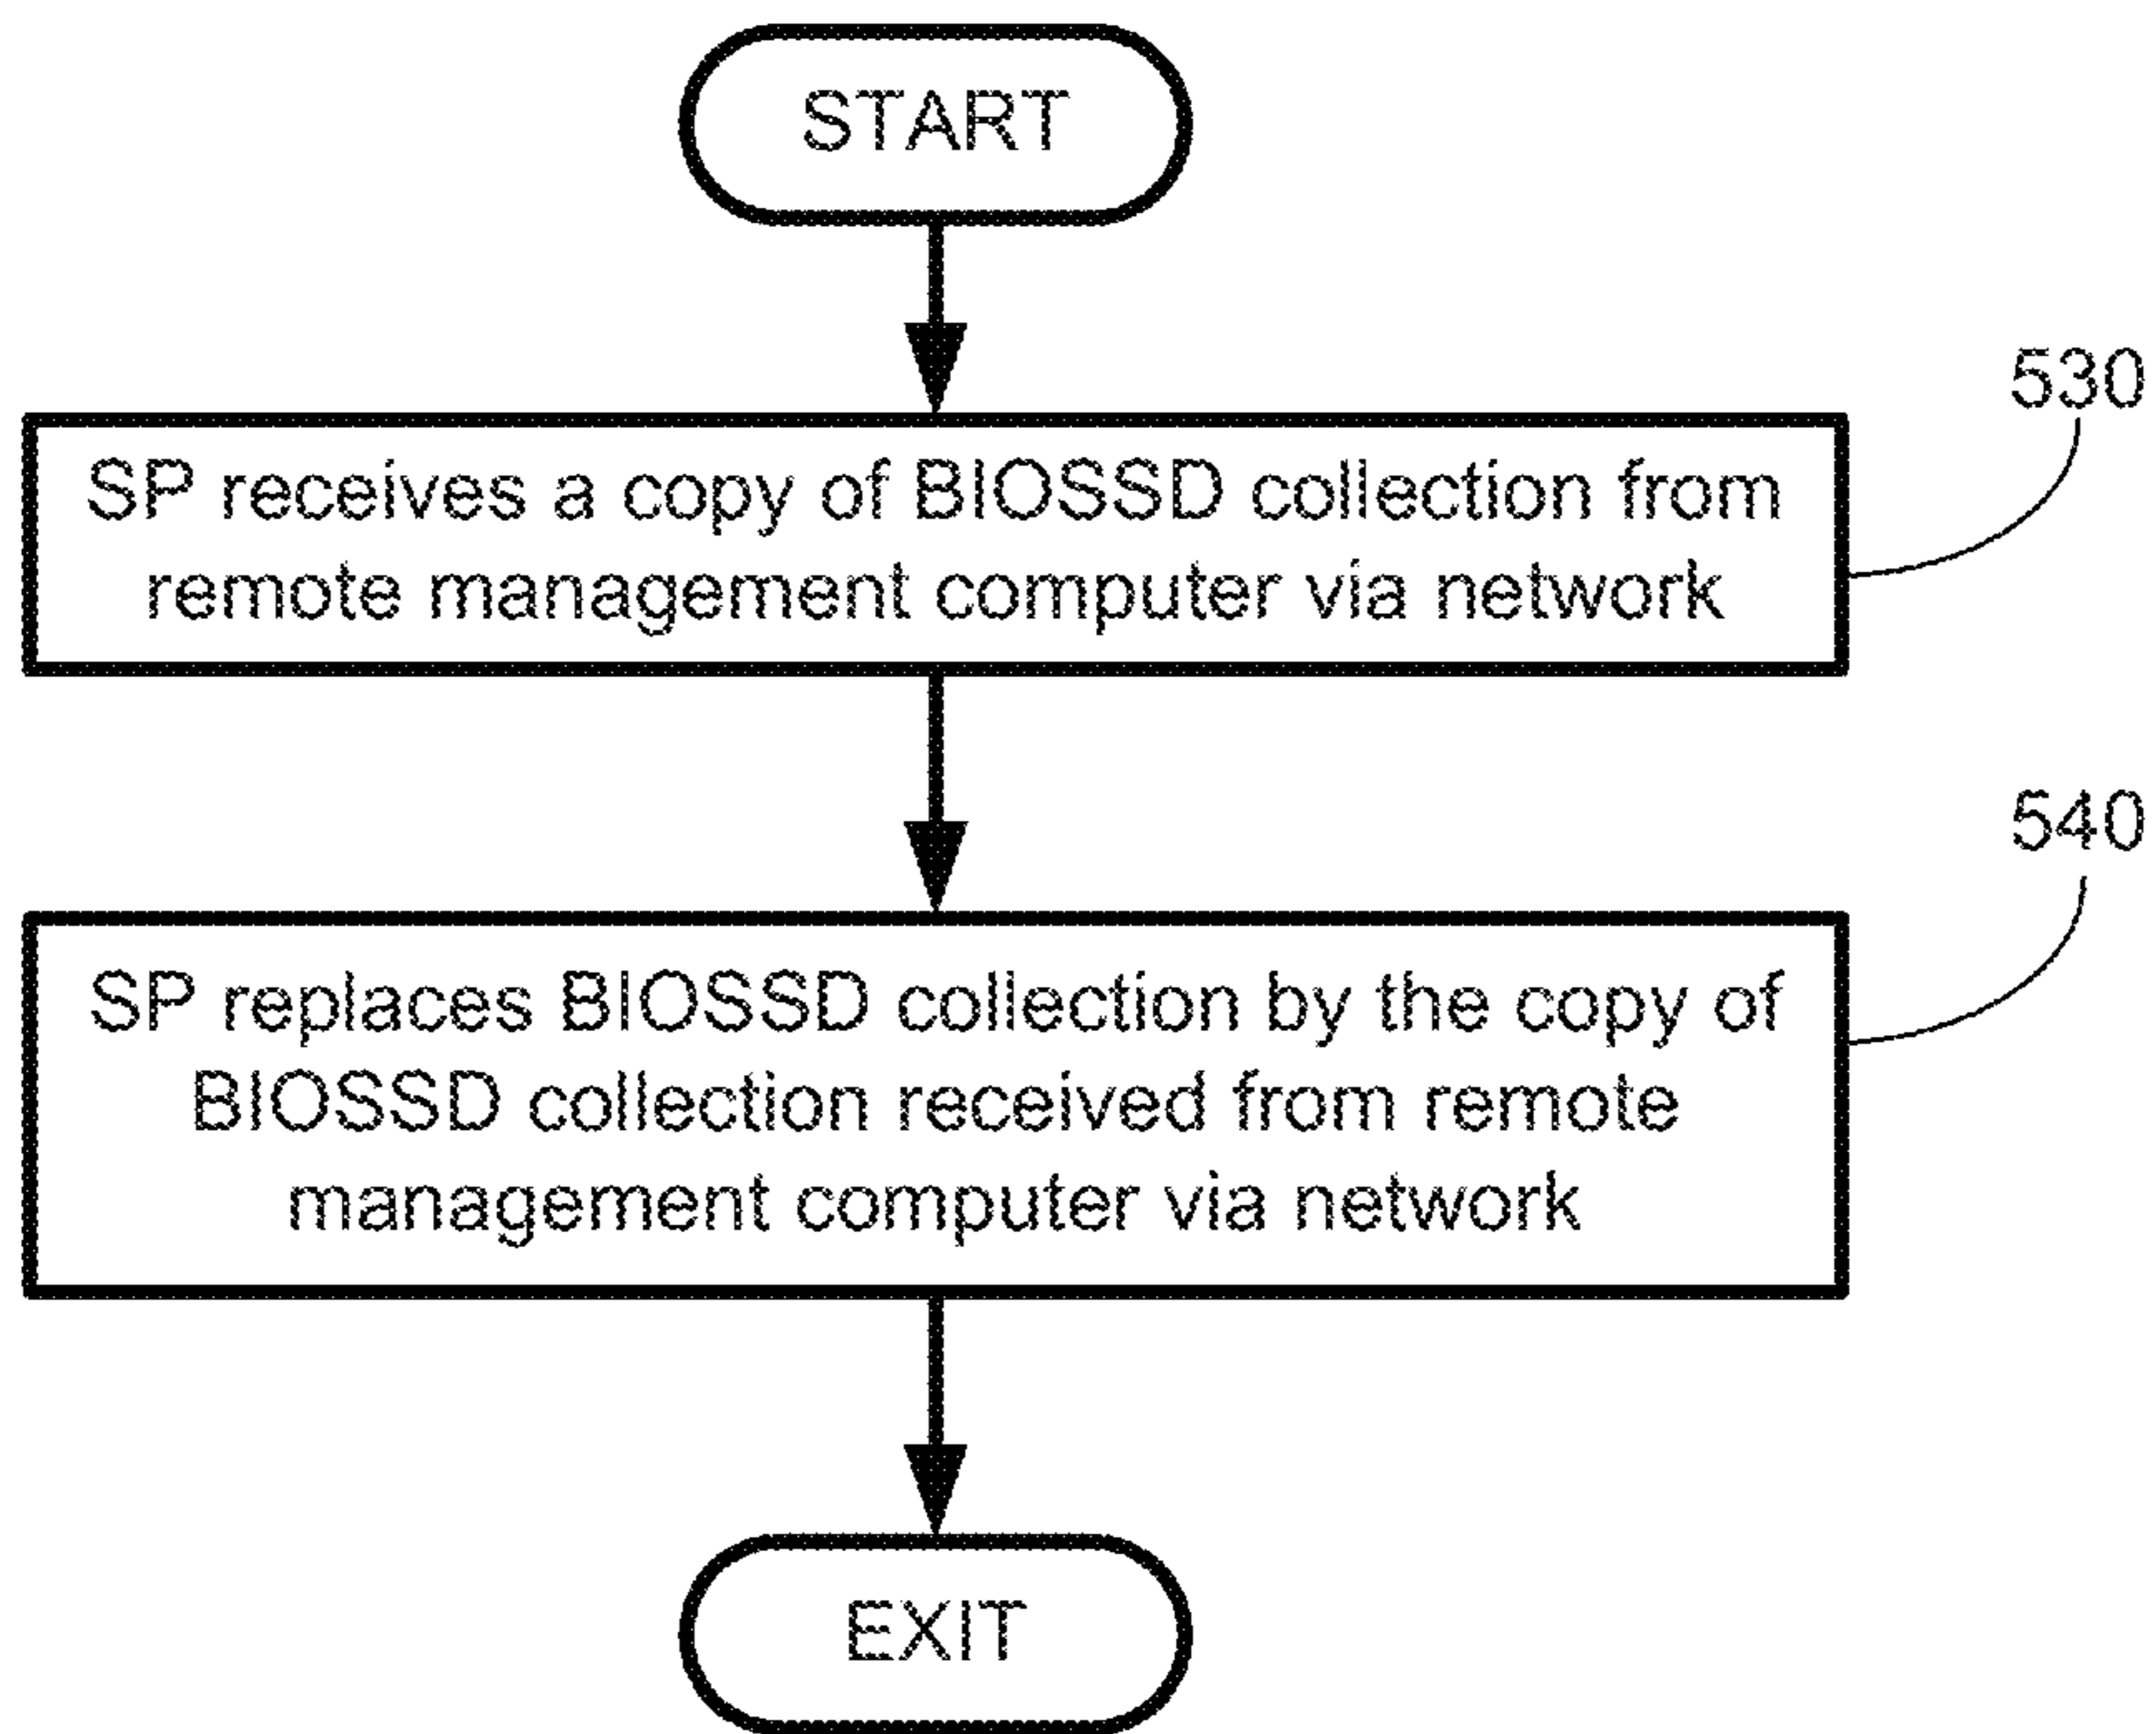 START
530
SP receives a copy of BIOSSD collection from
remote management computer via network
540
SP replaces BIOSSD collection by the copy of
BIOSSD collection received from remote
management computer via network
EXIT